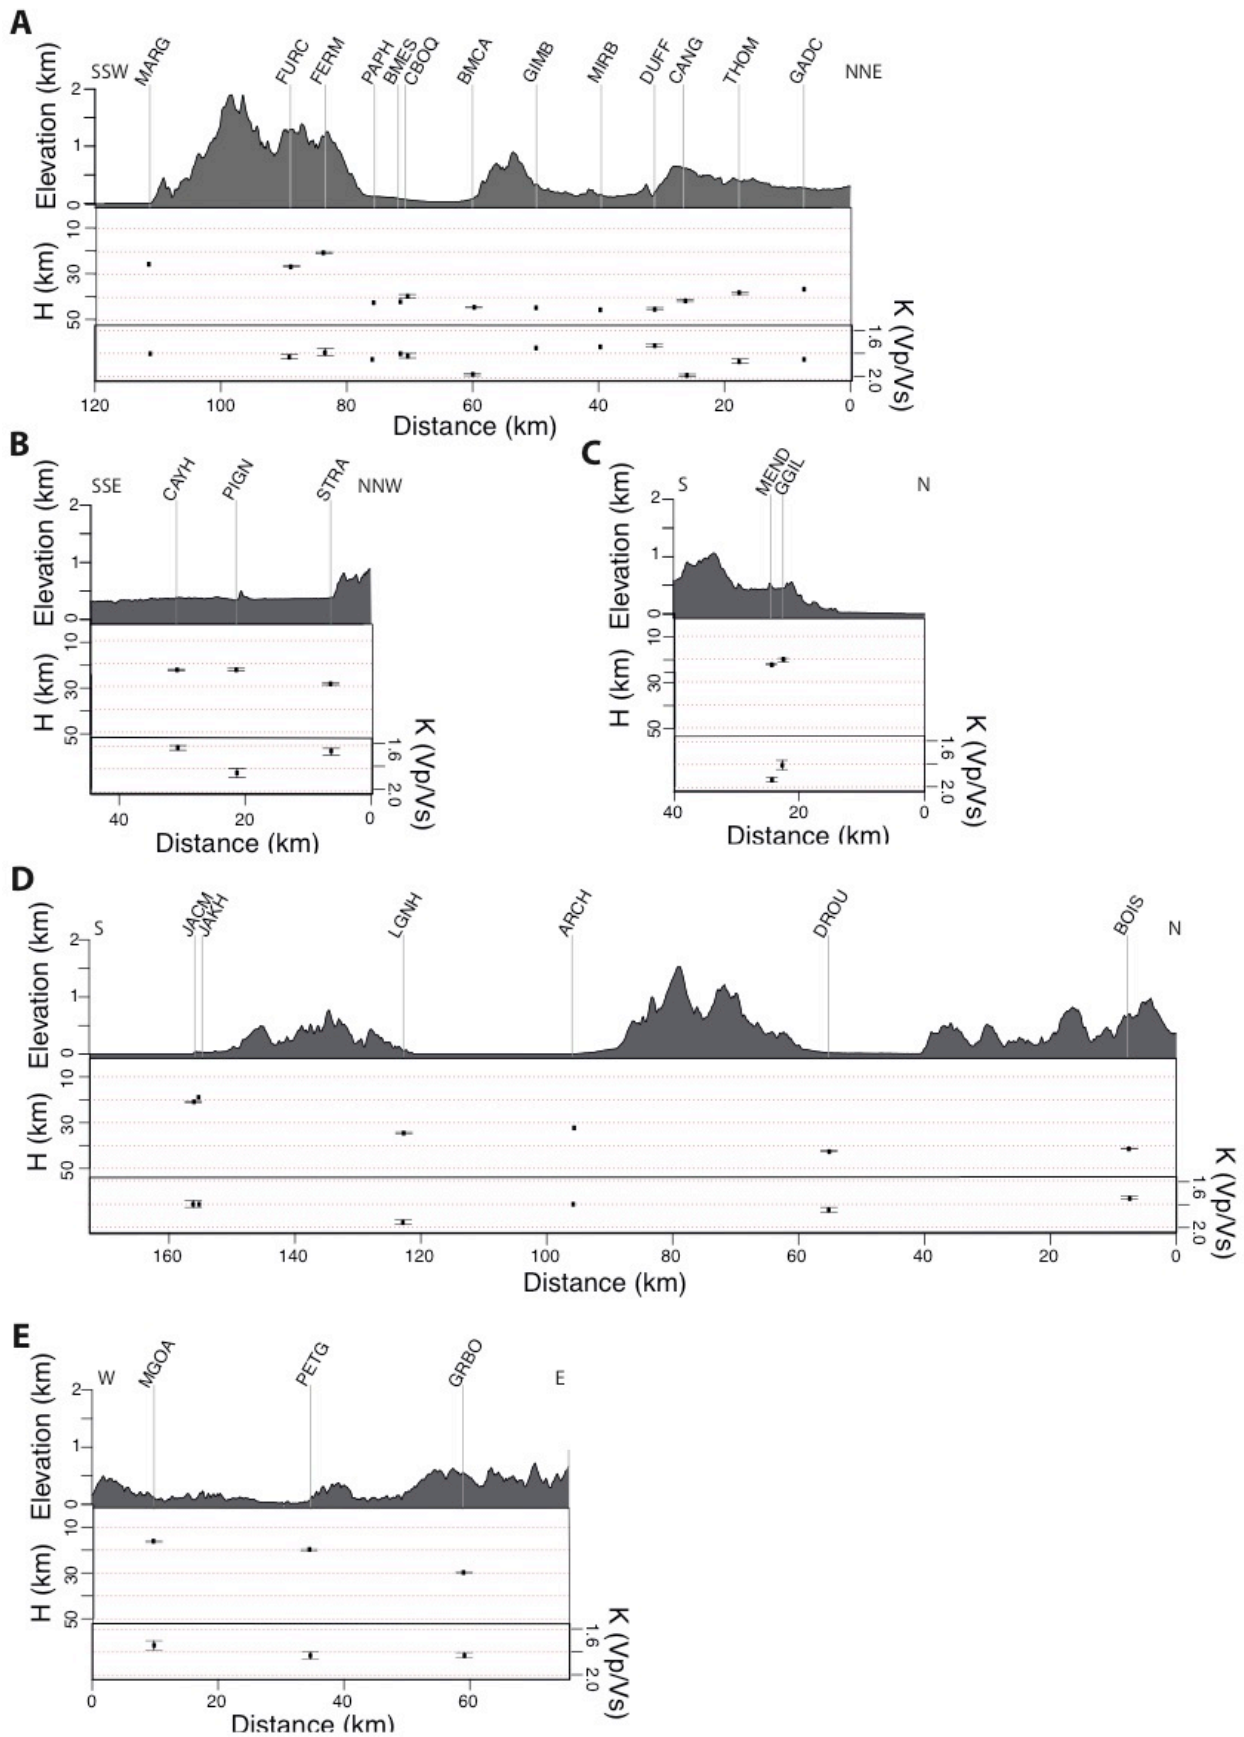 A
SSW MARG FURC FERM PAPH BMES CBOQ BMCA GIMB MIRB DUFF CANG THOM GADC NNE
Elevation (km)
2
1
0
H (km)
10
30
50
K (Vp/Vs)
1.6
2.0
120 100 80 60 40 20 0
Distance (km)
B
SSE CAYH PIGN STRA NNW
Elevation (km)
2
1
0
H (km)
10
30
50
K (Vp/Vs)
1.6
2.0
40 20 0
Distance (km)
C
S MEND GGIL N
Elevation (km)
2
1
0
H (km)
10
30
50
K (Vp/Vs)
1.6
2.0
40 20 0
Distance (km)
D
S JACM JAKH LGNH ARCH DROU BOIS N
Elevation (km)
2
1
0
H (km)
10
30
50
K (Vp/Vs)
1.6
2.0
160 140 120 100 80 60 40 20 0
Distance (km)
E
W MGOA PETG GRBO E
Elevation (km)
2
1
0
H (km)
10
30
50
K (Vp/Vs)
1.6
2.0
0 20 40 60
Distance (km)